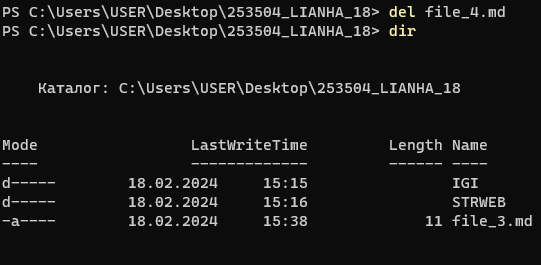 PS C:\Users\USER\Desktop\253504_LIANHA_18> del file_4.md
PS C:\Users\USER\Desktop\253504_LIANHA_18> dir
Каталог: C:\Users\USER\Desktop\253504_LIANHA_18
Mode LastWriteTime Length Name
---- ------------- ------ ----
d----- 18.02.2024 15:15 IGI
d----- 18.02.2024 15:16 STRWEB
-a---- 18.02.2024 15:38 11 file_3.md